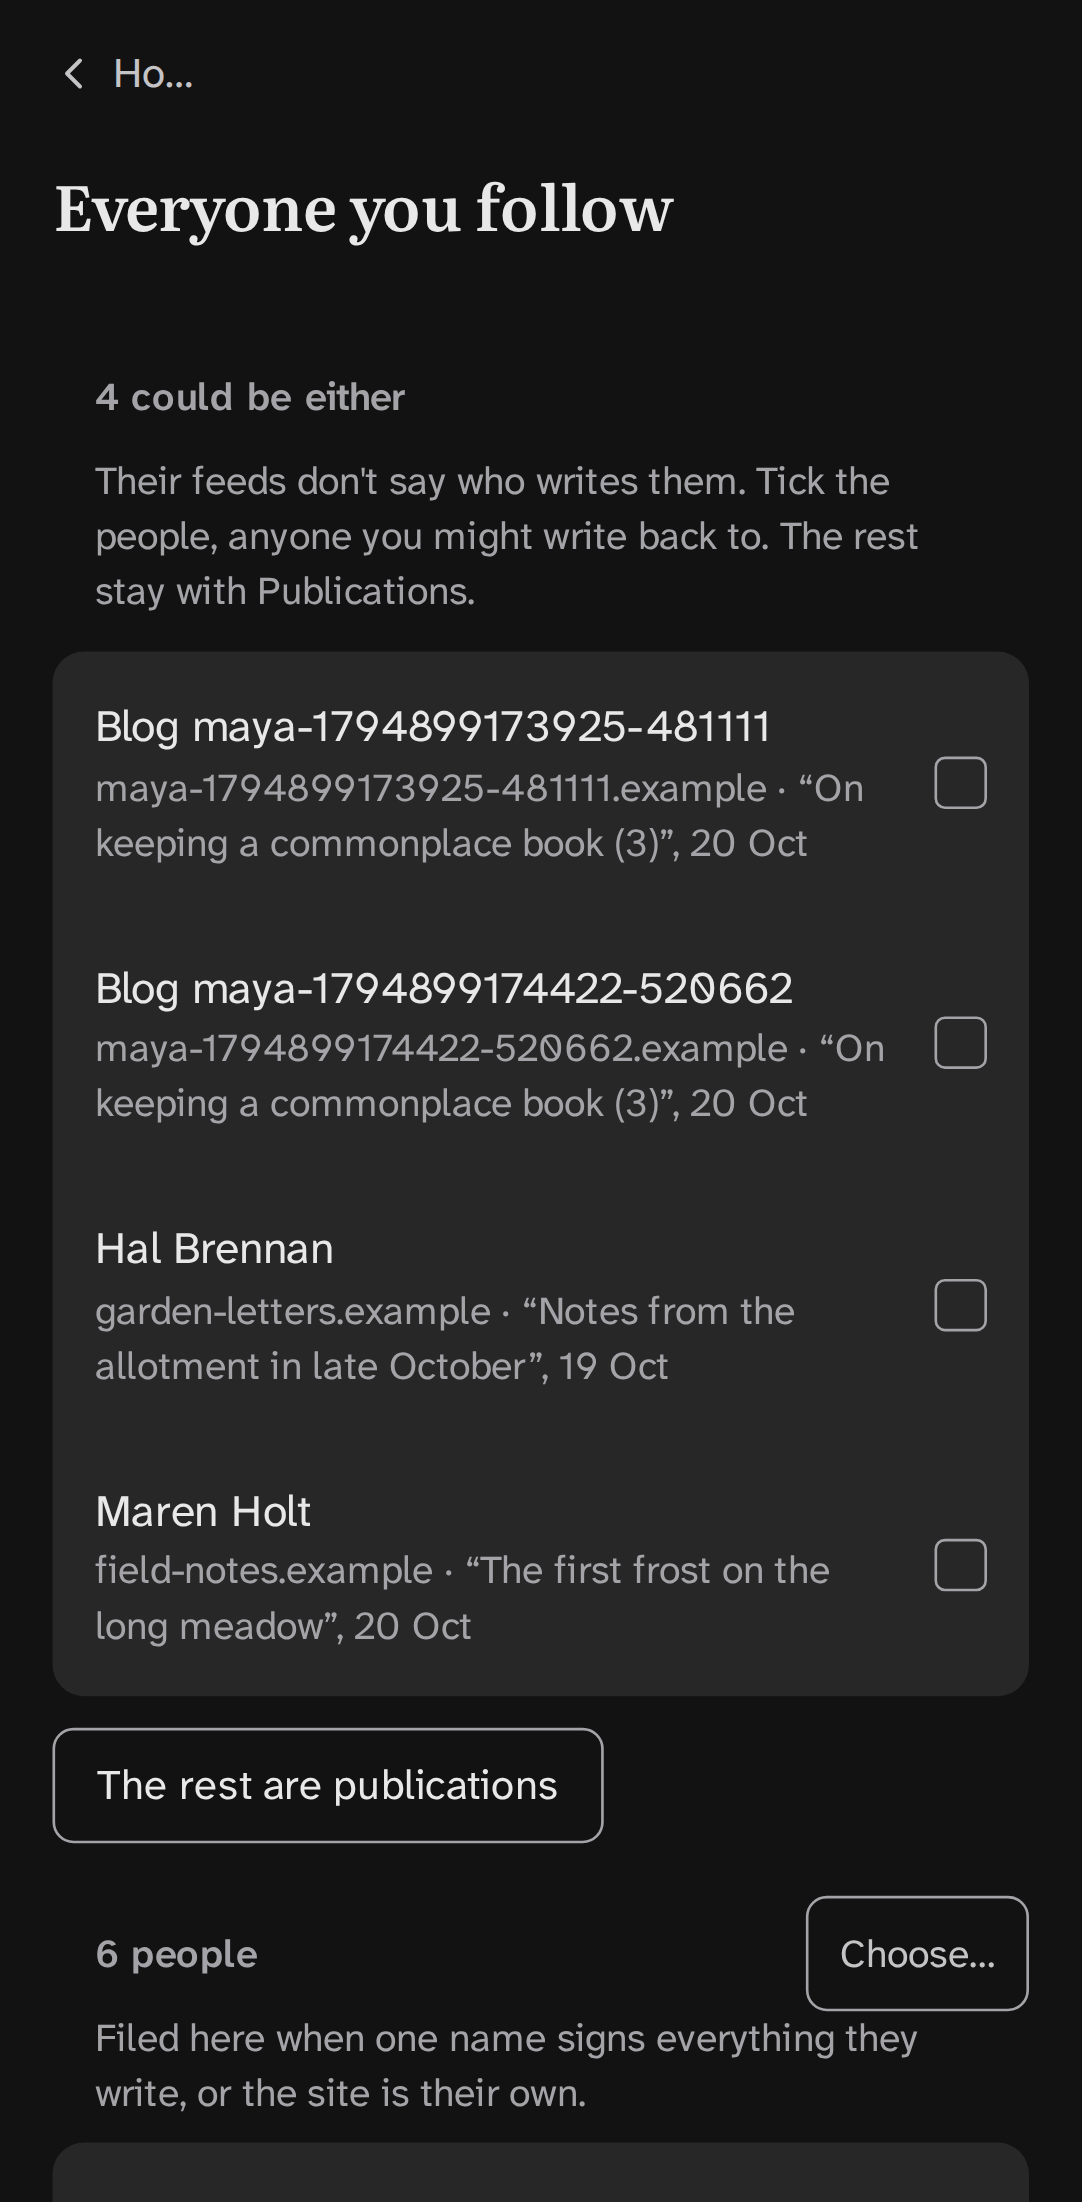 Ho...
Everyone you follow
4 could be either
Their feeds don't say who writes them. Tick the
people, anyone you might write back to. The rest
stay with Publications.
Blog maya-1794899173925-481111
maya-1794899173925-481111.example · “On
keeping a commonplace book (3)”, 20 Oct
Blog maya-1794899174422-520662
maya-1794899174422-520662.example · “On
keeping a commonplace book (3)”, 20 Oct
Hal Brennan
garden-letters.example · “Notes from the
allotment in late October”, 19 Oct
Maren Holt
field-notes.example · “The first frost on the
long meadow”, 20 Oct
The rest are publications
6 people
Choose...
Filed here when one name signs everything they
write, or the site is their own.